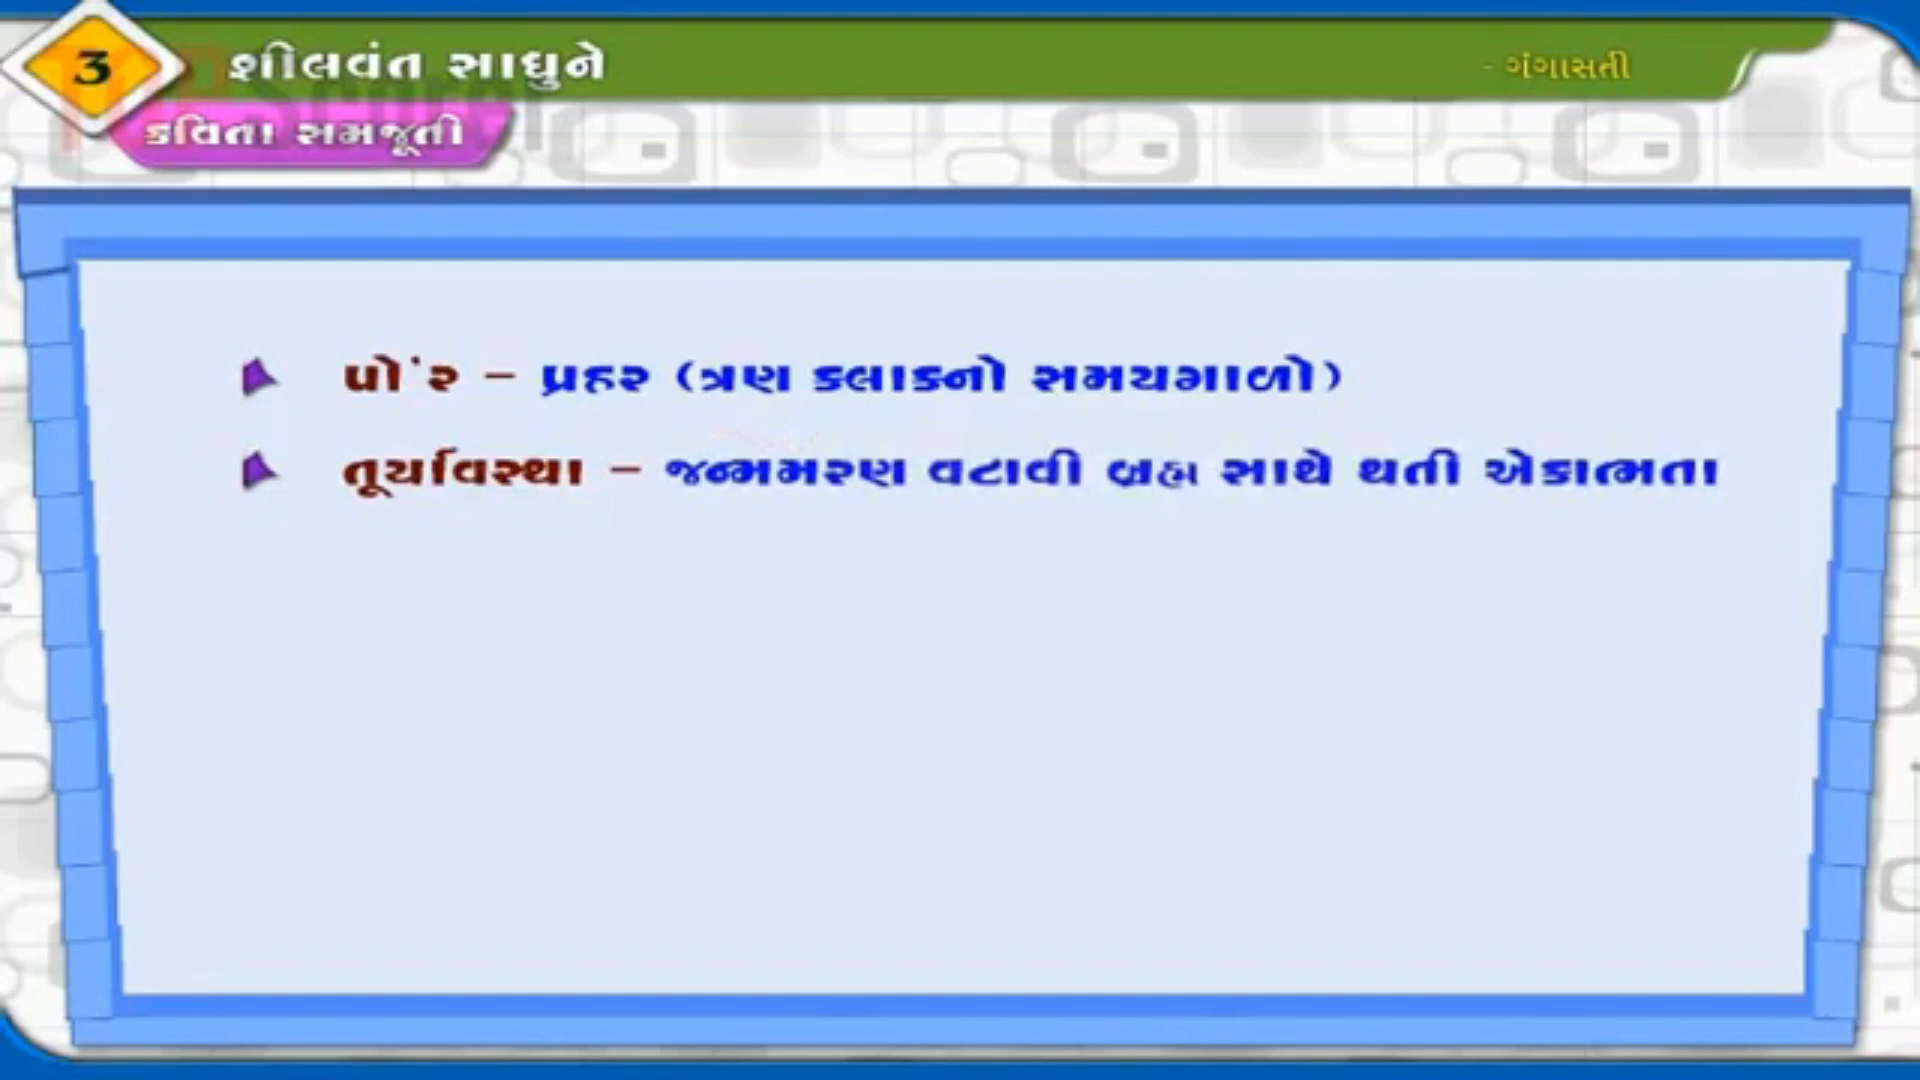 3
શીલવંત સાધુને
- ગંગાસતી
કવિતા સમજૂતી
પોંર – પ્રહર (ત્રણ કલાકનો સમયગાળો)
તૂર્યાવસ્થા – જન્મમરણ વટાવી બ્રહ્મ સાથે થતી એકાત્મતા